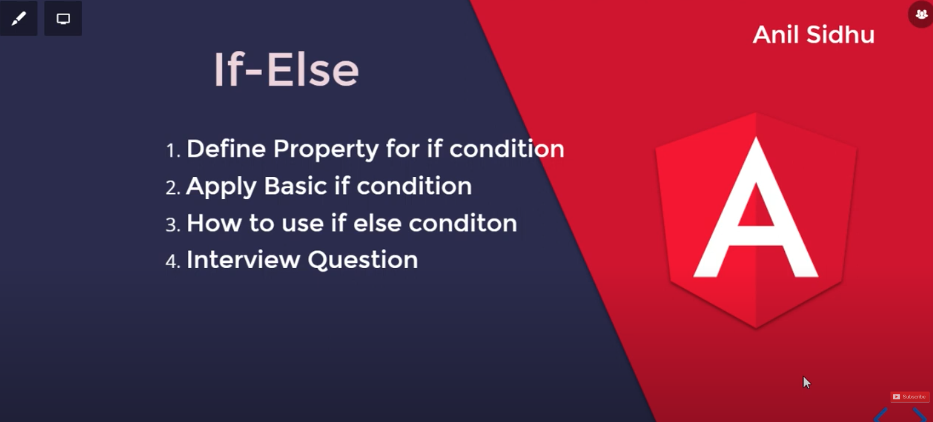 Anil Sidhu
If-Else
1. Define Property for if condition
2. Apply Basic if condition
3. How to use if else conditon
4. Interview Question
A
Subscribe